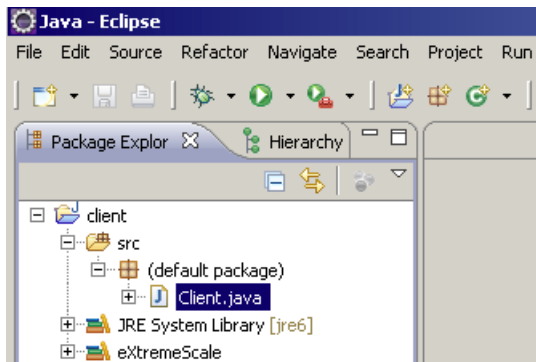 Java - Eclipse
File Edit Source Refactor Navigate Search Project Run
Package Explor Hierarchy
client
src
(default package)
Client.java
JRE System Library [jre6]
eXtremeScale